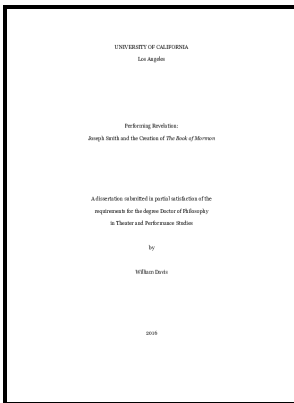 UNIVERSITY OF CALIFORNIA
Los Angeles
Performing Revelation:
Joseph Smith and the Creation of The Book of Mormon
A dissertation submitted in partial satisfaction of the
requirements for the degree Doctor of Philosophy
in Theater and Performance Studies
by
William Davis
2016